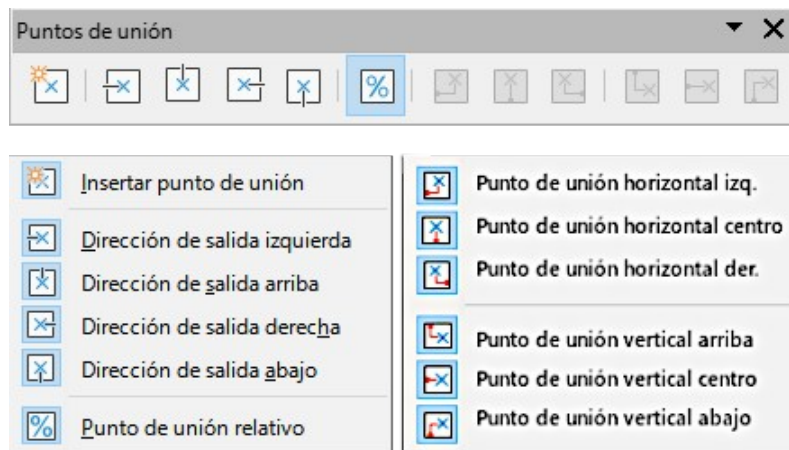 Puntos de unión
%
Insertar punto de unión
Dirección de salida izquierda
Dirección de salida arriba
Dirección de salida derecha
Dirección de salida abajo
% Punto de unión relativo
Punto de unión horizontal izq.
Punto de unión horizontal centro
Punto de unión horizontal der.
Punto de unión vertical arriba
Punto de unión vertical centro
Punto de unión vertical abajo